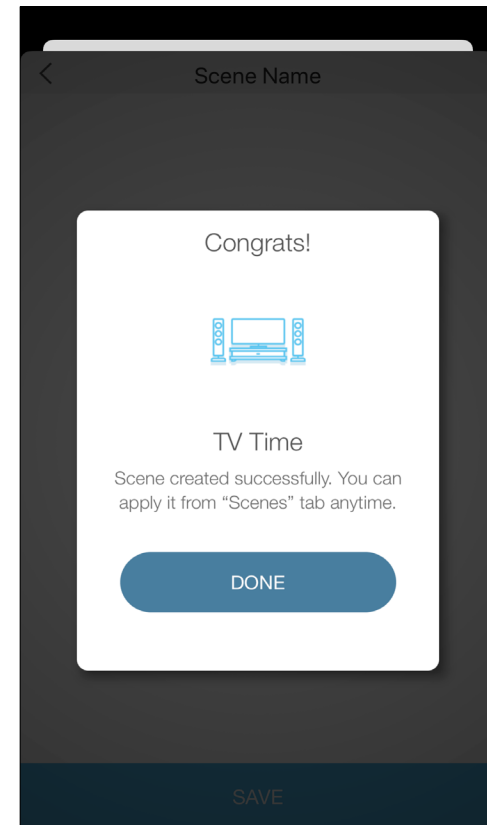 Scene Name
Congrats!
TV Time
Scene created successfully. You can
apply it from “Scenes” tab anytime.
DONE
SAVE